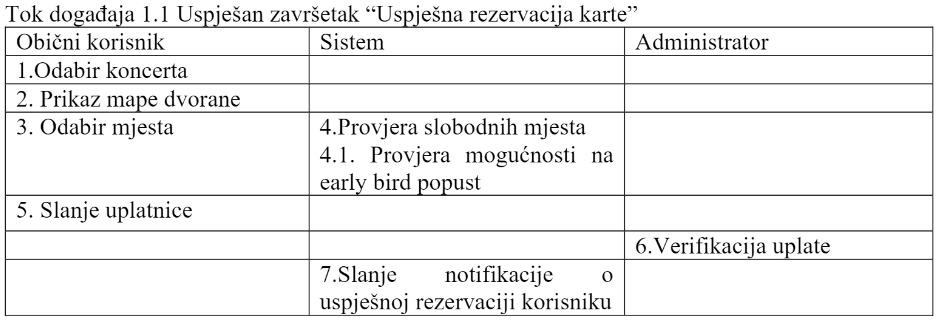 Tok događaja 1.1 Uspješan završetak “Uspješna rezervacija karte”
Obični korisnik Sistem Administrator
1.Odabir koncerta
2. Prikaz mape dvorane
3. Odabir mjesta 4.Provjera slobodnih mjesta
4.1. Provjera mogućnosti na
early bird popust
5. Slanje uplatnice
6.Verifikacija uplate
7.Slanje notifikacije o
uspješnoj rezervaciji korisniku